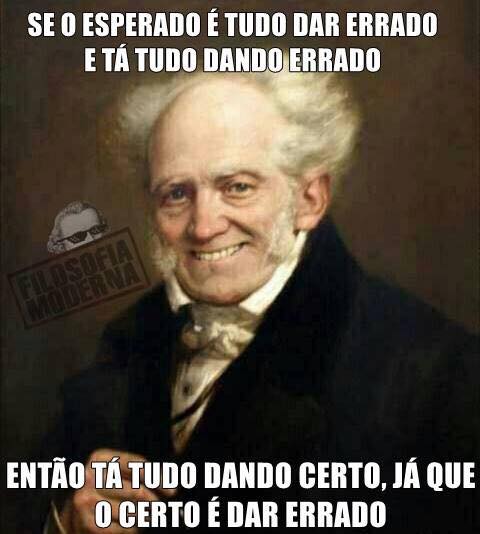 SE O ESPERADO É TUDO DAR ERRADO
E TÁ TUDO DANDO ERRADO
FILOSOFIA
MODERNA
ENTÃO TÁ TUDO DANDO CERTO, JÁ QUE
O CERTO É DAR ERRADO